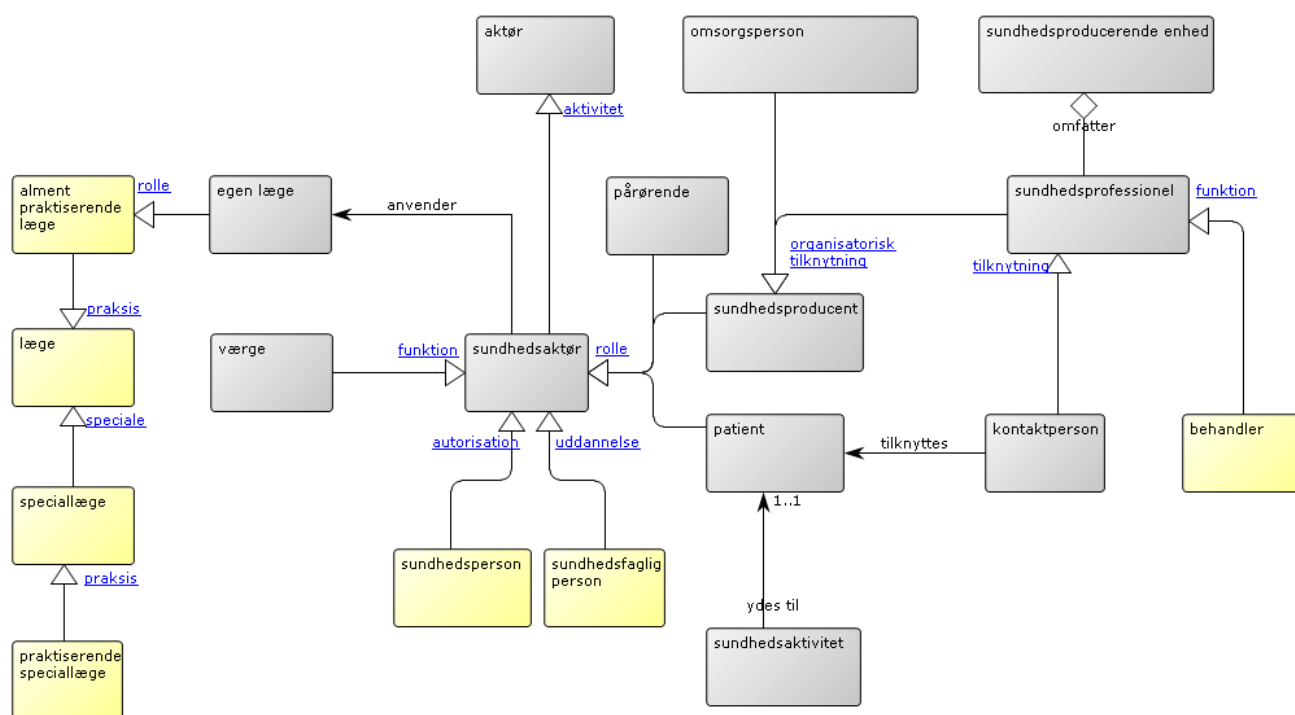 aktør
omsorgsperson
sundhedsproducerende enhed
aktivitet
omfatter
alment
praktiserende
læge
rolle
egen læge
anvender
pårørende
sundhedsprofessionel
funktion
organisatorisk
tilknytning
tilknytning
praksis
sundhedsproducent
læge
værge
funktion
sundhedsaktør
rolle
speciale
autorisation
uddannelse
patient
tilknyttes
kontaktperson
behandler
speciallæge
1..1
sundhedsperson
sundhedsfaglig
person
praksis
ydes til
praktiserende
speciallæge
sundhedsaktivitet